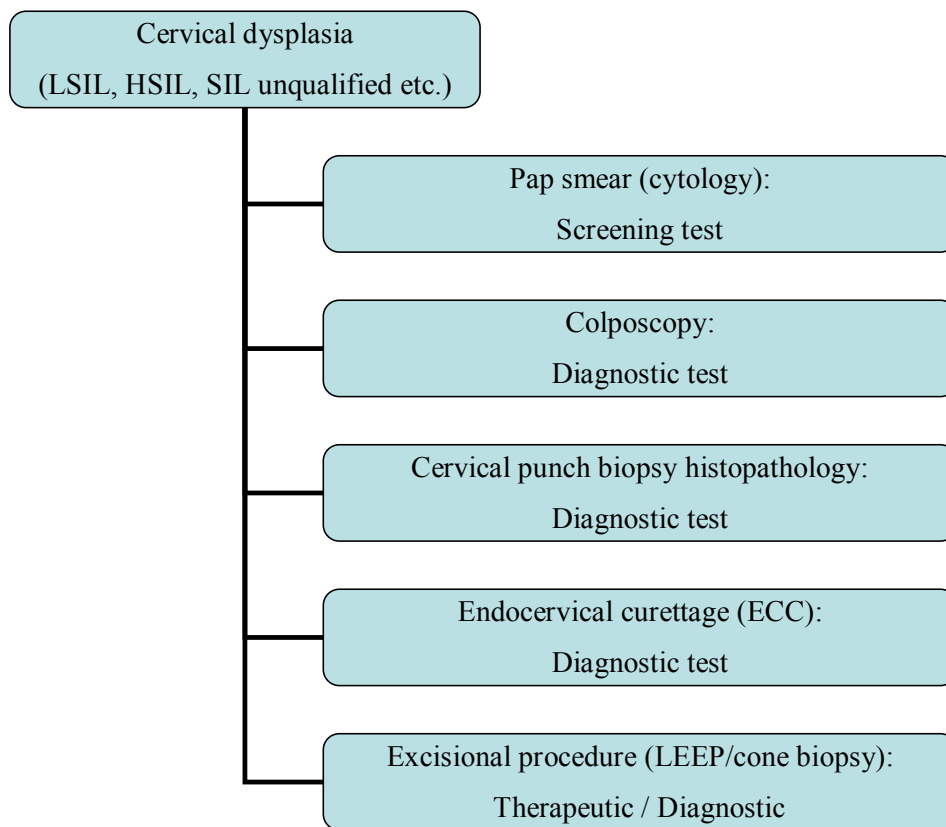 Cervical dysplasia
(LSIL, HSIL, SIL unqualified etc.)
Pap smear (cytology):
Screening test
Colposcopy:
Diagnostic test
Cervical punch biopsy histopathology:
Diagnostic test
Endocervical curettage (ECC):
Diagnostic test
Excisional procedure (LEEP/cone biopsy):
Therapeutic / Diagnostic